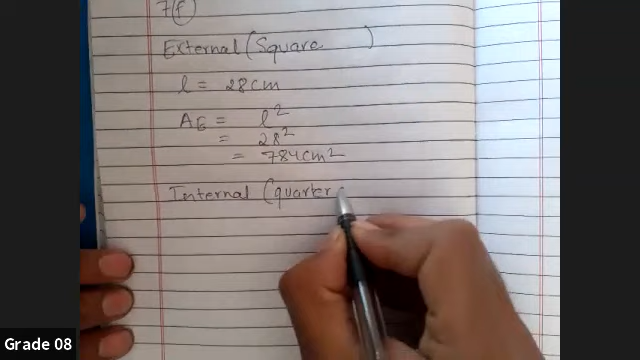 7(f)
External (Square )
l = 28cm
AE = l²
= 28²
= 784cm²
Internal (quarter
Grade 08